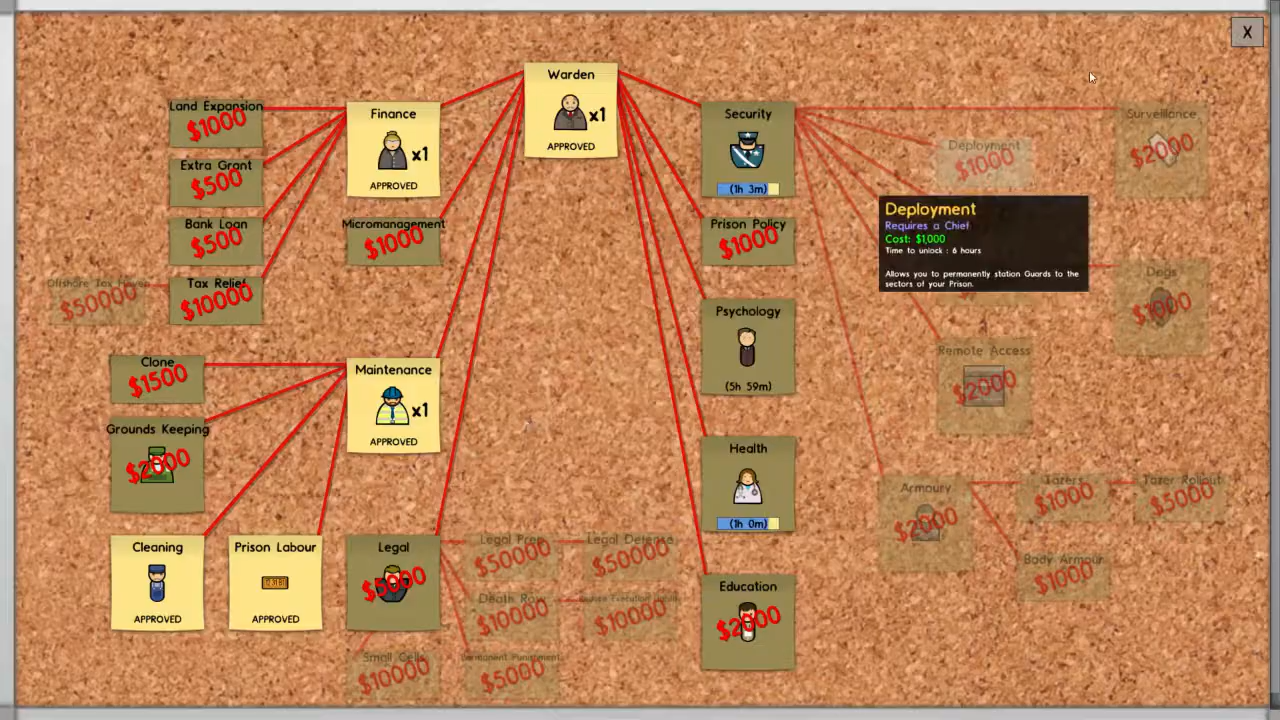 X
Warden
x1
APPROVED
Land Expansion
$1000
Extra Grant
$500
Bank Loan
$500
Offshore Tax Haven
$50000
Tax Relief
$10000
Finance
x1
APPROVED
Micromanagement
$1000
Clone
$1500
Grounds Keeping
$2000
Maintenance
x1
APPROVED
Cleaning
APPROVED
Prison Labour
APPROVED
Legal
$5000
Legal Prep
$50000
Legal Defense
$50000
Death Row
$10000
$10000
Small Cells
$10000
Permanent Punishment
$5000
Security
(1h 3m)
Prison Policy
$1000
Psychology
(5h 59m)
Health
(1h 0m)
Education
$2000
Deployment
$1000
Surveillance
$2000
Deployment
Requires a Chief
Cost: $1,000
Time to unlock : 6 hours
Allows you to permanently station Guards to the
sectors of your Prison.
Dogs
$1000
Remote Access
$2000
Armoury
$2000
Tazers
$1000
Tazer Rollout
$5000
Body Armour
$1000